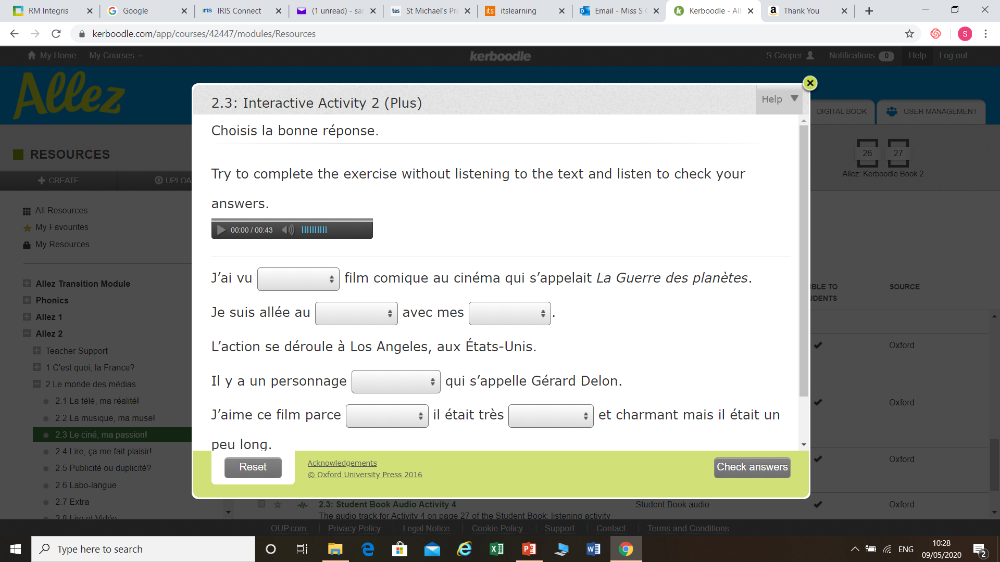 RM Integris
Google
IRIS Connect
(1 unread) - sar
tes St Michael's Pre
its itslearning
Email - Miss S C
Kerboodle - All
Thank You
kerboodle.com/app/courses/42447/modules/Resources
S
My Home My Courses
kerboodle
S Cooper Notifications 0 Help Log out
Allez
2.3: Interactive Activity 2 (Plus)
Help
DIGITAL BOOK
USER MANAGEMENT
Choisis la bonne réponse.
RESOURCES
26 27
Allez: Kerboodle Book 2
CREATE
UPLOA
Try to complete the exercise without listening to the text and listen to check your
answers.
00:00 / 00:43
All Resources
My Favourites
My Resources
J’ai vu film comique au cinéma qui s’appelait La Guerre des planètes.
Je suis allée au avec mes .
L’action se déroule à Los Angeles, aux États-Unis.
Il y a un personnage qui s’appelle Gérard Delon.
J’aime ce film parce il était très et charmant mais il était un
peu long.
Allez Transition Module
Phonics
Allez 1
Allez 2
Teacher Support
1 C'est quoi, la France?
2 Le monde des médias
2.1 La télé, ma réalité!
2.2 La musique, ma muse!
2.3 Le ciné, ma passion!
2.4 Lire, ça me fait plaisir!
2.5 Publicité ou duplicité?
2.6 Labo-langue
2.7 Extra
2.8 Lire et Vidéo
IBLE TO
UDENTS
SOURCE
Oxford
Oxford
Oxford
Oxford
Reset
Acknowledgements
© Oxford University Press 2016
Check answers
2.3: Student Book Audio Activity 4
Student Book audio
The audio track for Activity 4 on page 27 of the Student Book: listening activity
OUP.com Privacy Policy Legal Notice Cookie Policy Support Contact Terms and Conditions
Type here to search
ENG
10:28
09/05/2020
2